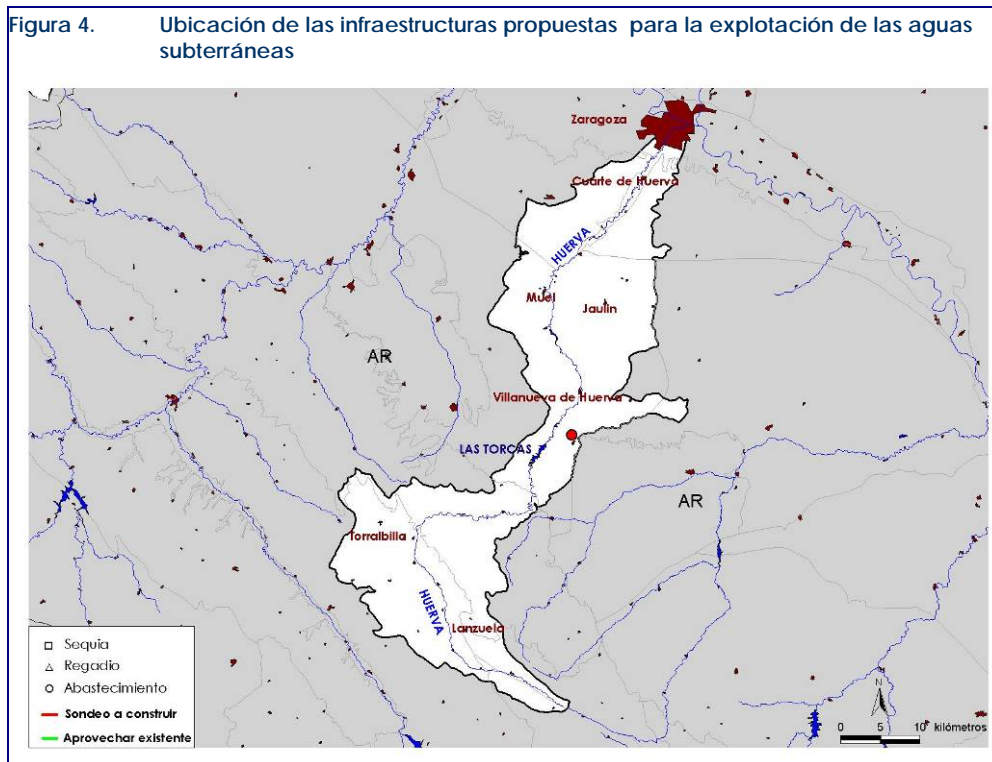 Figura 4. Ubicación de las infraestructuras propuestas para la explotación de las aguas
subterráneas
Zaragoza
Cuarte de Huerva
HUERVA
Muel
Jaulín
AR
Villanueva de Huerva
LAS TORCAS
AR
Torralbilla
HUERVA
Lanzuela
Sequia
Regadio
Abastecimiento
Sondeo a construir
Aprovechar existente
N
0 5 10 kilómetros